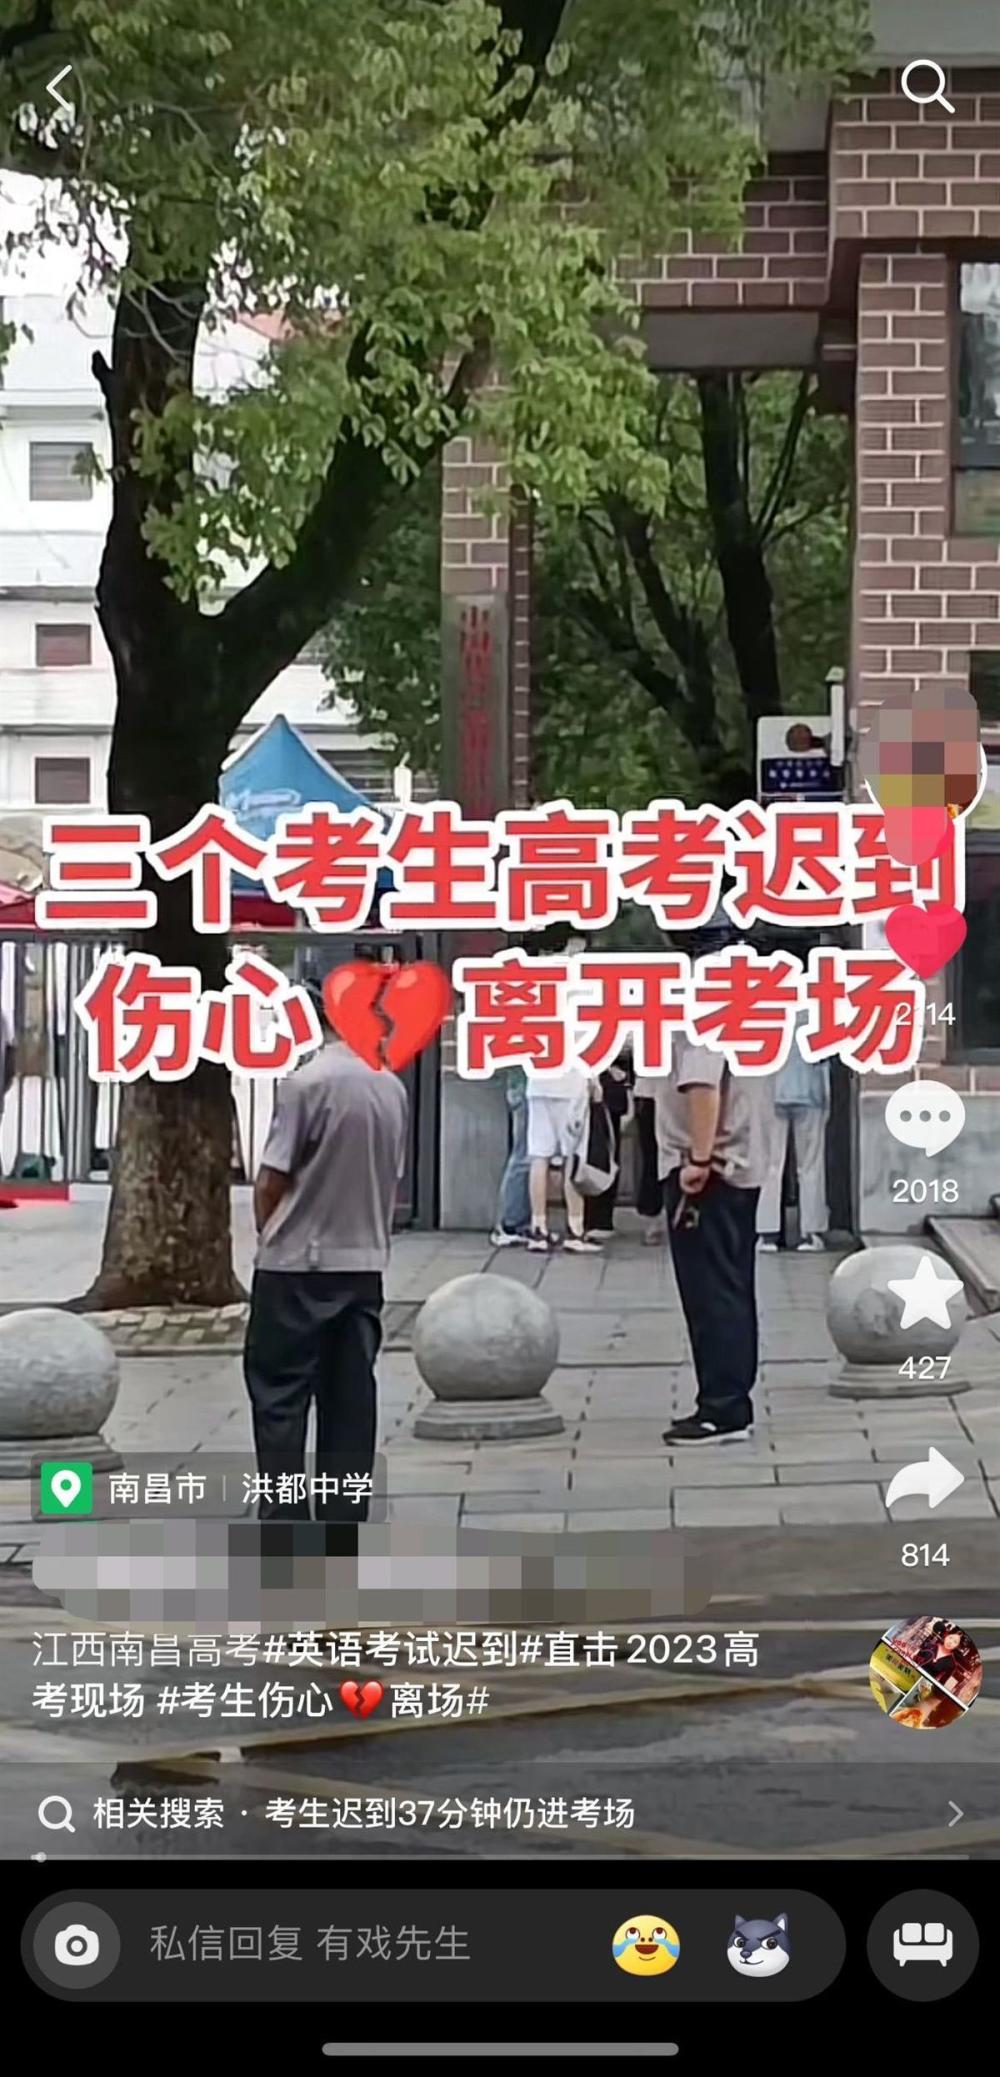 三个考生高考迟到
伤心💔离开考场
2114
2018
427
814
南昌市 | 洪都中学
江西南昌高考#英语考试迟到#直击2023高
考现场 #考生伤心💔离场#
相关搜索 · 考生迟到37分钟仍进考场
私信回复 有戏先生